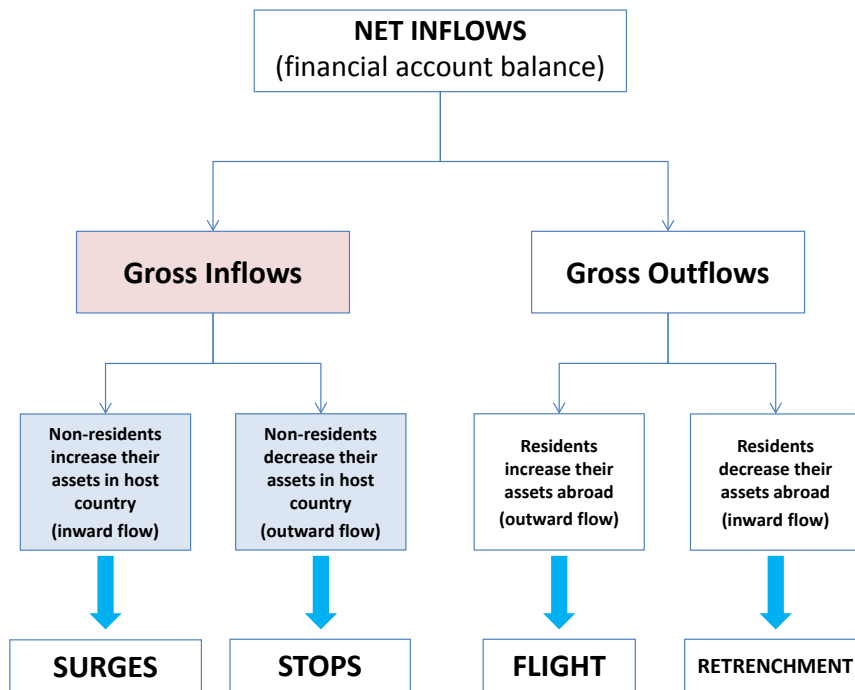 NET INFLOWS
(financial account balance)
Gross Inflows
Gross Outflows
Non-residents
increase their
assets in host
country
(inward flow)
Non-residents
decrease their
assets in host
country
(outward flow)
Residents
increase their
assets abroad
(outward flow)
Residents
decrease their
assets abroad
(inward flow)
SURGES
STOPS
FLIGHT
RETRENCHMENT